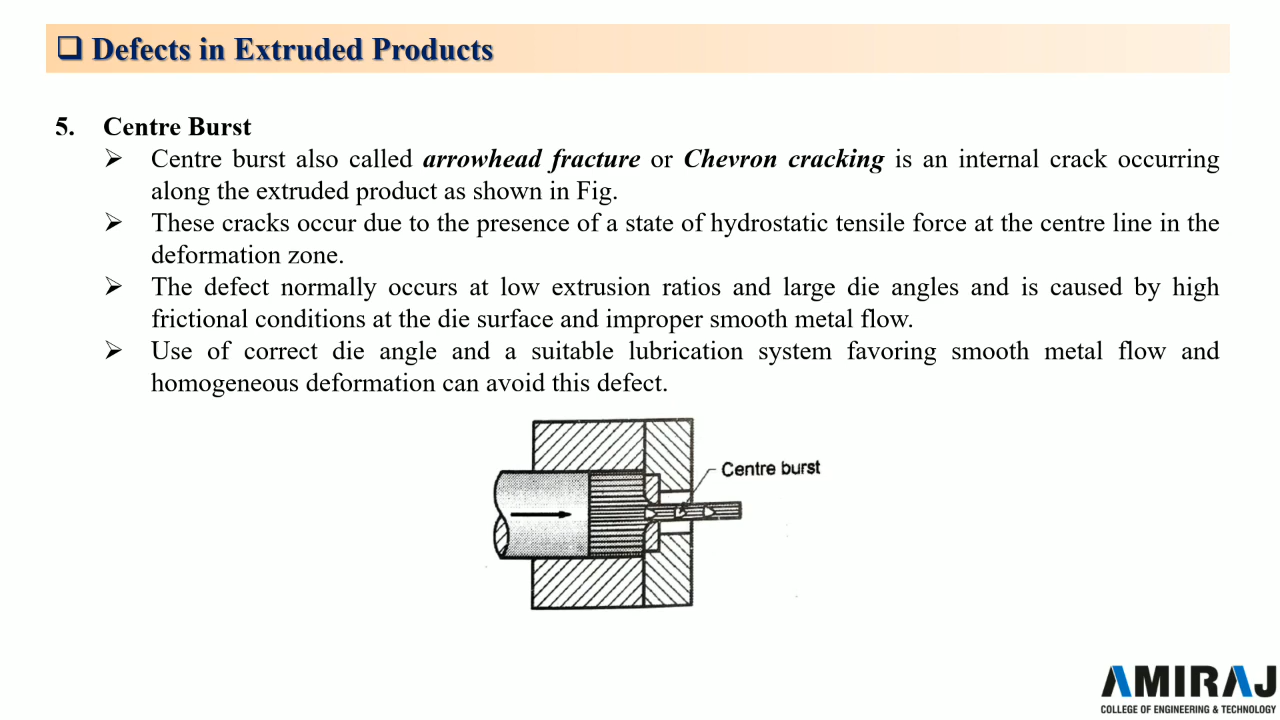 ❑ Defects in Extruded Products
5. Centre Burst
➢ Centre burst also called arrowhead fracture or Chevron cracking is an internal crack occurring
along the extruded product as shown in Fig.
➢ These cracks occur due to the presence of a state of hydrostatic tensile force at the centre line in the
deformation zone.
➢ The defect normally occurs at low extrusion ratios and large die angles and is caused by high
frictional conditions at the die surface and improper smooth metal flow.
➢ Use of correct die angle and a suitable lubrication system favoring smooth metal flow and
homogeneous deformation can avoid this defect.
Centre burst
AMIRAJ
COLLEGE OF ENGINEERING & TECHNOLOGY